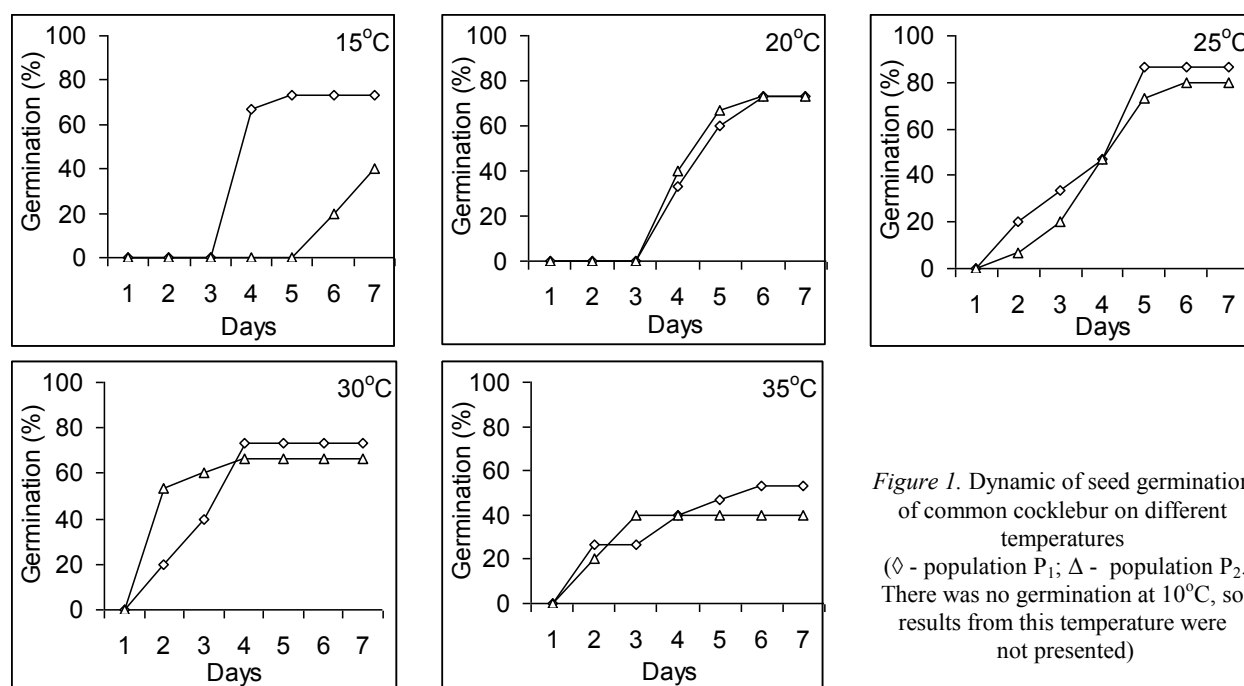 15°C
Germination (%)
100
80
60
40
20
0
1 2 3 4 5 6 7
Days
20°C
Germination (%)
100
80
60
40
20
0
1 2 3 4 5 6 7
Days
25°C
Germination (%)
100
80
60
40
20
0
1 2 3 4 5 6 7
Days
30°C
Germination (%)
100
80
60
40
20
0
1 2 3 4 5 6 7
Days
35°C
Germination (%)
100
80
60
40
20
0
1 2 3 4 5 6 7
Days
Figure 1. Dynamic of seed germination
of common cocklebur on different
temperatures
(◊ - population P₁; Δ - population P₂.
There was no germination at 10°C, so
results from this temperature were
not presented)